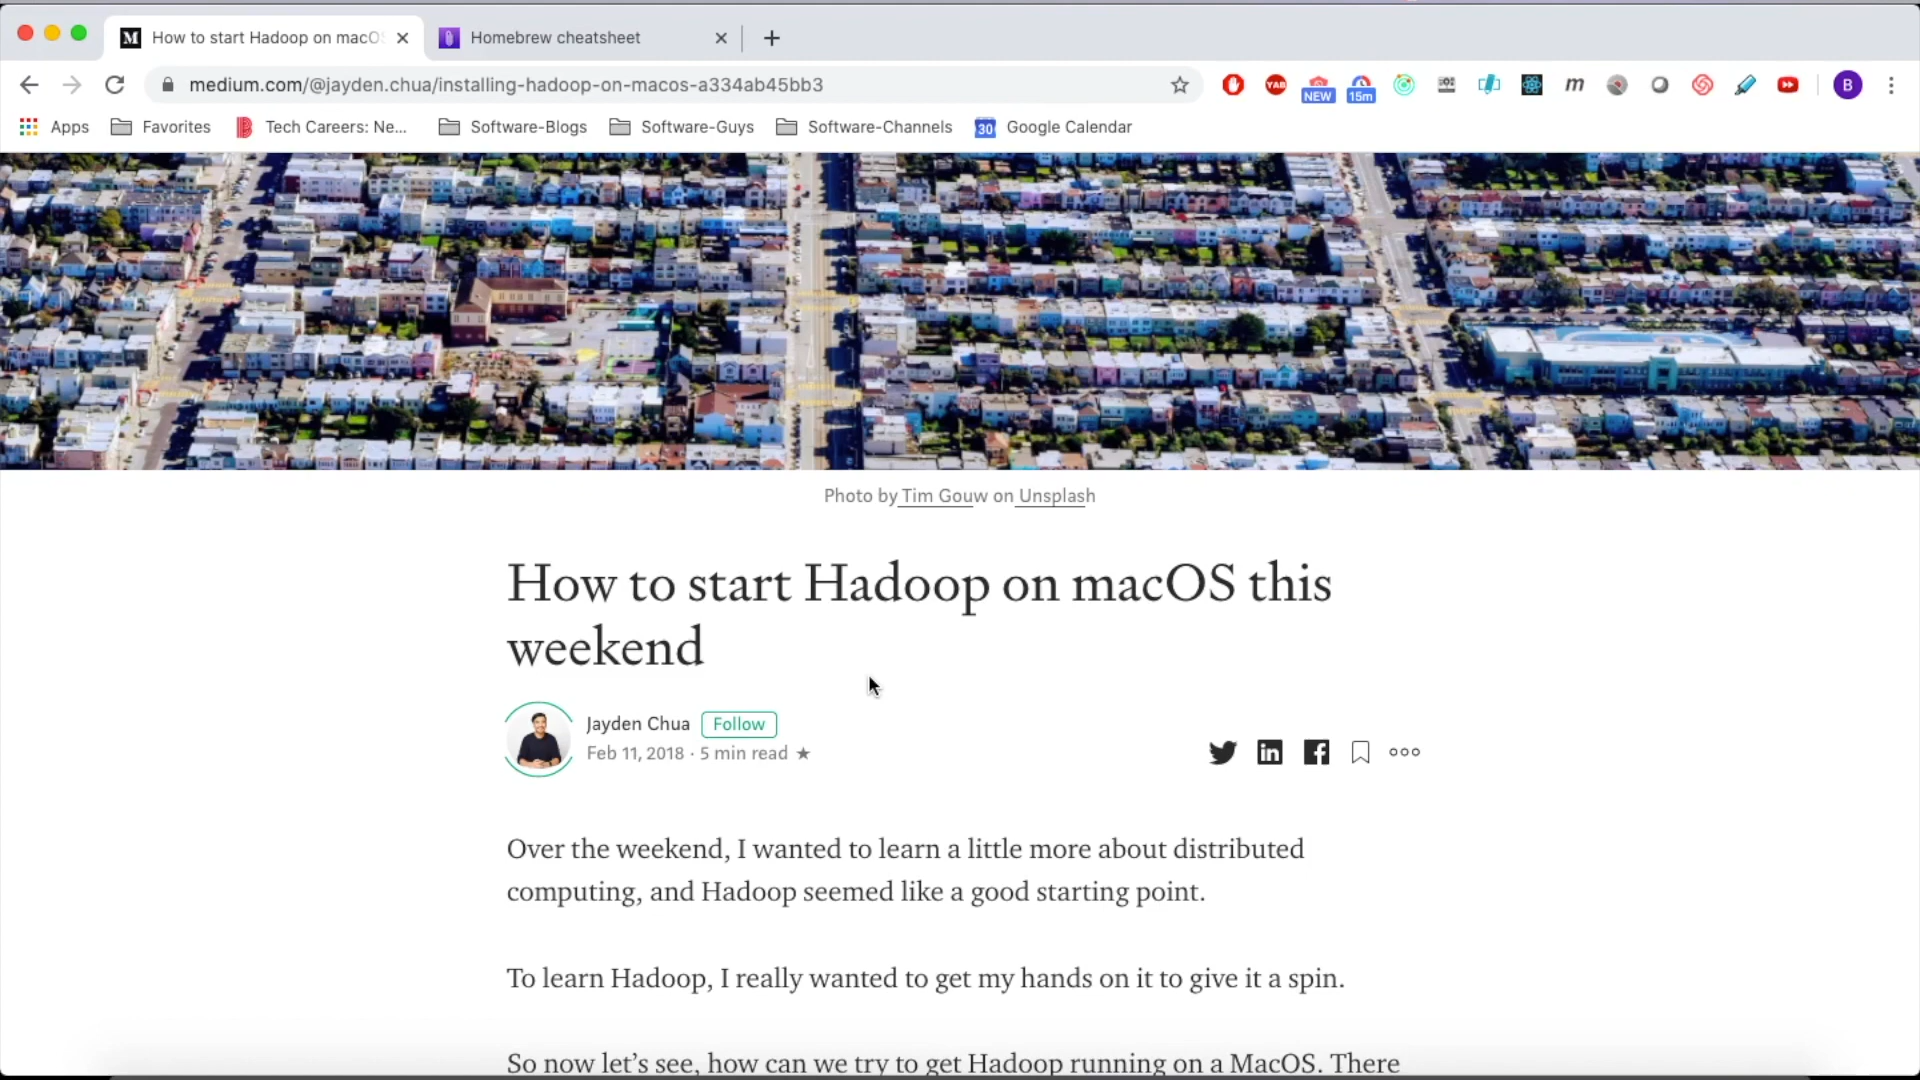 How to start Hadoop on macOS
Homebrew cheatsheet
medium.com/@jayden.chua/installing-hadoop-on-macos-a334ab45bb3
YAB
NEW
15m
m
B
Apps
Favorites
Tech Careers: Ne...
Software-Blogs
Software-Guys
Software-Channels
30
Google Calendar
Photo by Tim Gouw on Unsplash
How to start Hadoop on macOS this
weekend
Jayden Chua
Follow
Feb 11, 2018 · 5 min read ★
Over the weekend, I wanted to learn a little more about distributed
computing, and Hadoop seemed like a good starting point.
To learn Hadoop, I really wanted to get my hands on it to give it a spin.
So now let’s see, how can we try to get Hadoop running on a MacOS. There